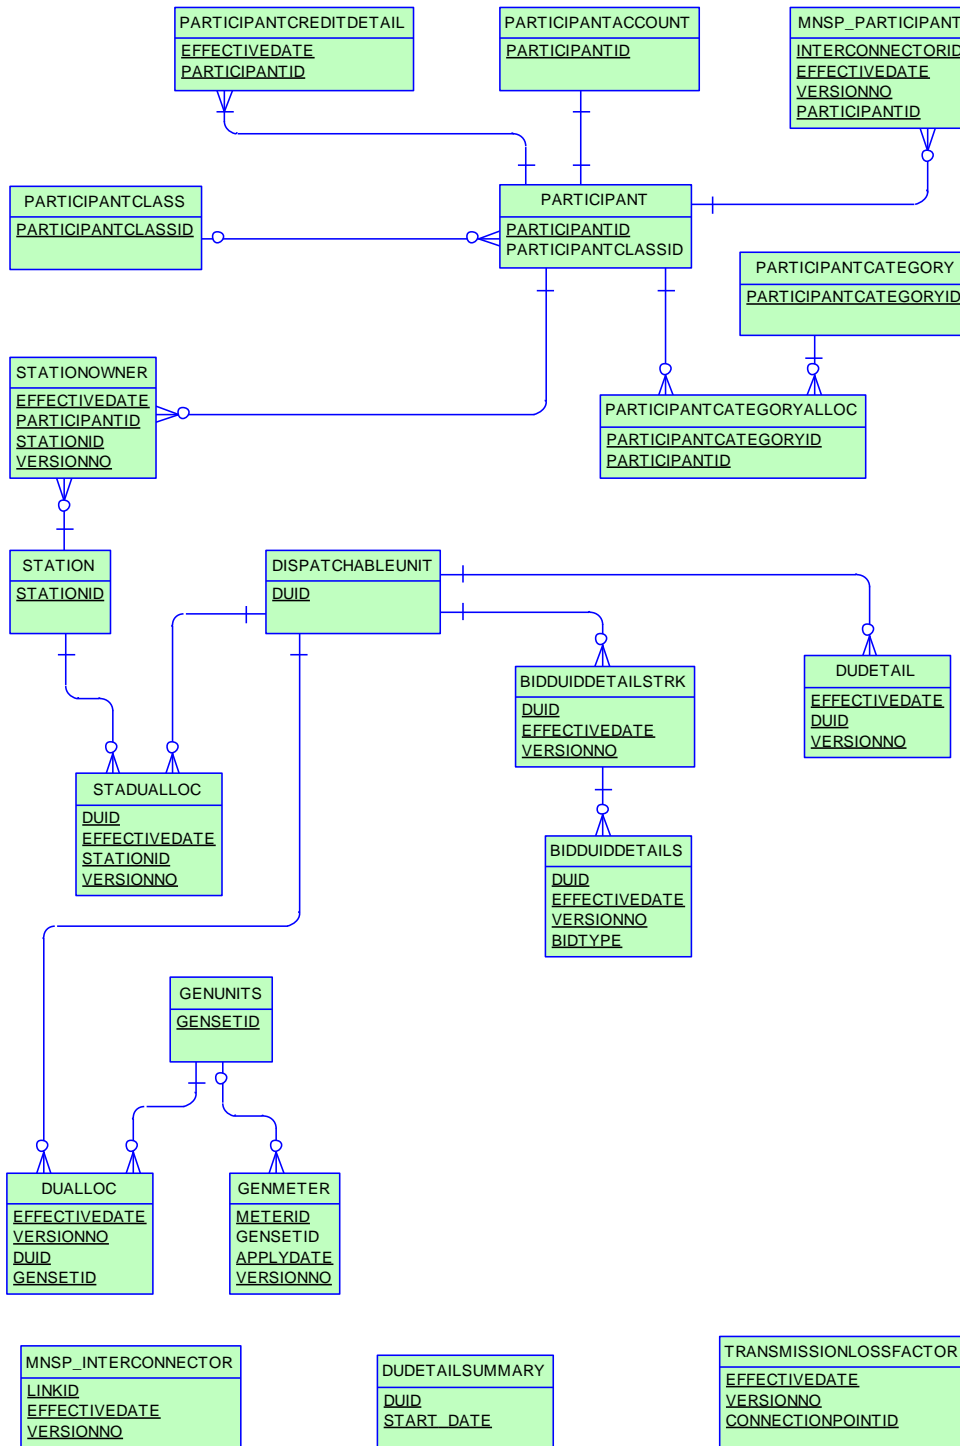 PARTICIPANTCREDITDETAIL
EFFECTIVEDATE
PARTICIPANTID
PARTICIPANTACCOUNT
PARTICIPANTID
MNSP_PARTICIPANT
INTERCONNECTORID
EFFECTIVEDATE
VERSIONNO
PARTICIPANTID
PARTICIPANTCLASS
PARTICIPANTCLASSID
PARTICIPANT
PARTICIPANTID
PARTICIPANTCLASSID
PARTICIPANTCATEGORY
PARTICIPANTCATEGORYID
STATIONOWNER
EFFECTIVEDATE
PARTICIPANTID
STATIONID
VERSIONNO
PARTICIPANTCATEGORYALLOC
PARTICIPANTCATEGORYID
PARTICIPANTID
STATION
STATIONID
DISPATCHABLEUNIT
DUID
BIDDUIDDETAILSTRK
DUID
EFFECTIVEDATE
VERSIONNO
DUDETAIL
EFFECTIVEDATE
DUID
VERSIONNO
STADUALLOC
DUID
EFFECTIVEDATE
STATIONID
VERSIONNO
BIDDUIDDETAILS
DUID
EFFECTIVEDATE
VERSIONNO
BIDTYPE
GENUNITS
GENSETID
DUALLOC
EFFECTIVEDATE
VERSIONNO
DUID
GENSETID
GENMETER
METERID
GENSETID
APPLYDATE
VERSIONNO
MNSP_INTERCONNECTOR
LINKID
EFFECTIVEDATE
VERSIONNO
DUDETAILSUMMARY
DUID
START_DATE
TRANSMISSIONLOSSFACTOR
EFFECTIVEDATE
VERSIONNO
CONNECTIONPOINTID